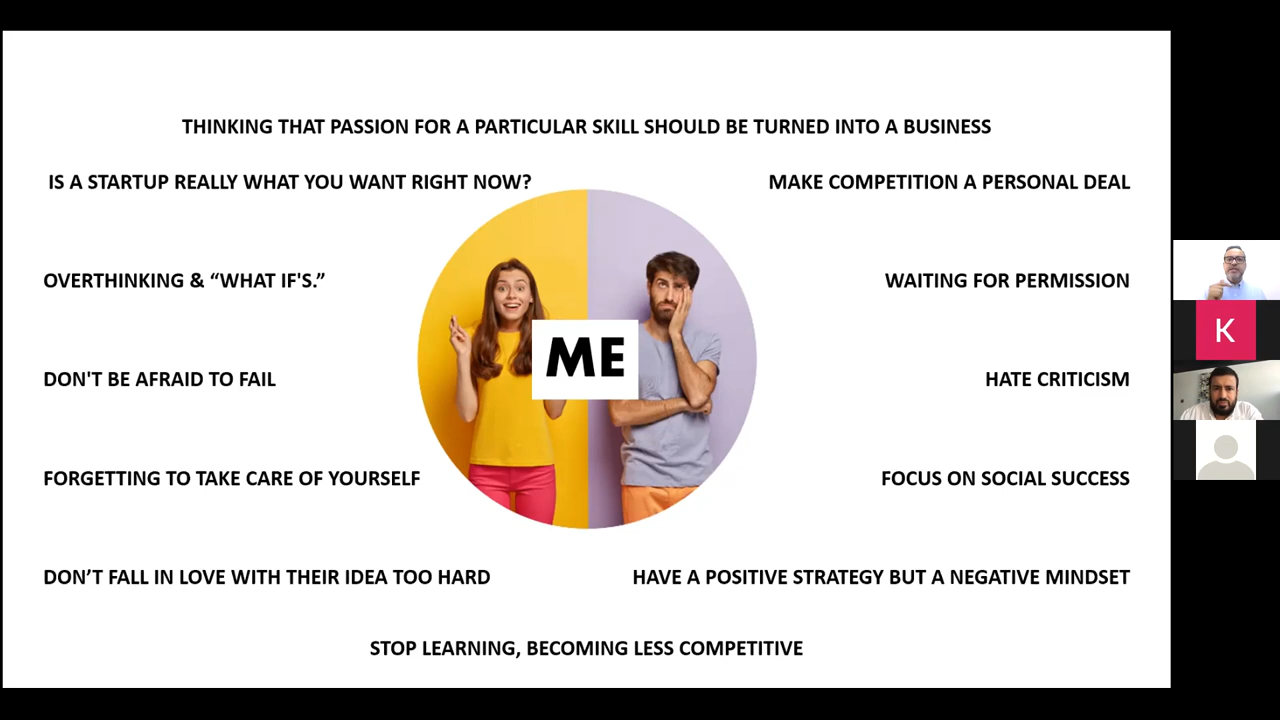 THINKING THAT PASSION FOR A PARTICULAR SKILL SHOULD BE TURNED INTO A BUSINESS
IS A STARTUP REALLY WHAT YOU WANT RIGHT NOW?
MAKE COMPETITION A PERSONAL DEAL
OVERTHINKING & “WHAT IF'S.”
WAITING FOR PERMISSION
ME
DON'T BE AFRAID TO FAIL
HATE CRITICISM
FORGETTING TO TAKE CARE OF YOURSELF
FOCUS ON SOCIAL SUCCESS
DON’T FALL IN LOVE WITH THEIR IDEA TOO HARD
HAVE A POSITIVE STRATEGY BUT A NEGATIVE MINDSET
STOP LEARNING, BECOMING LESS COMPETITIVE
K